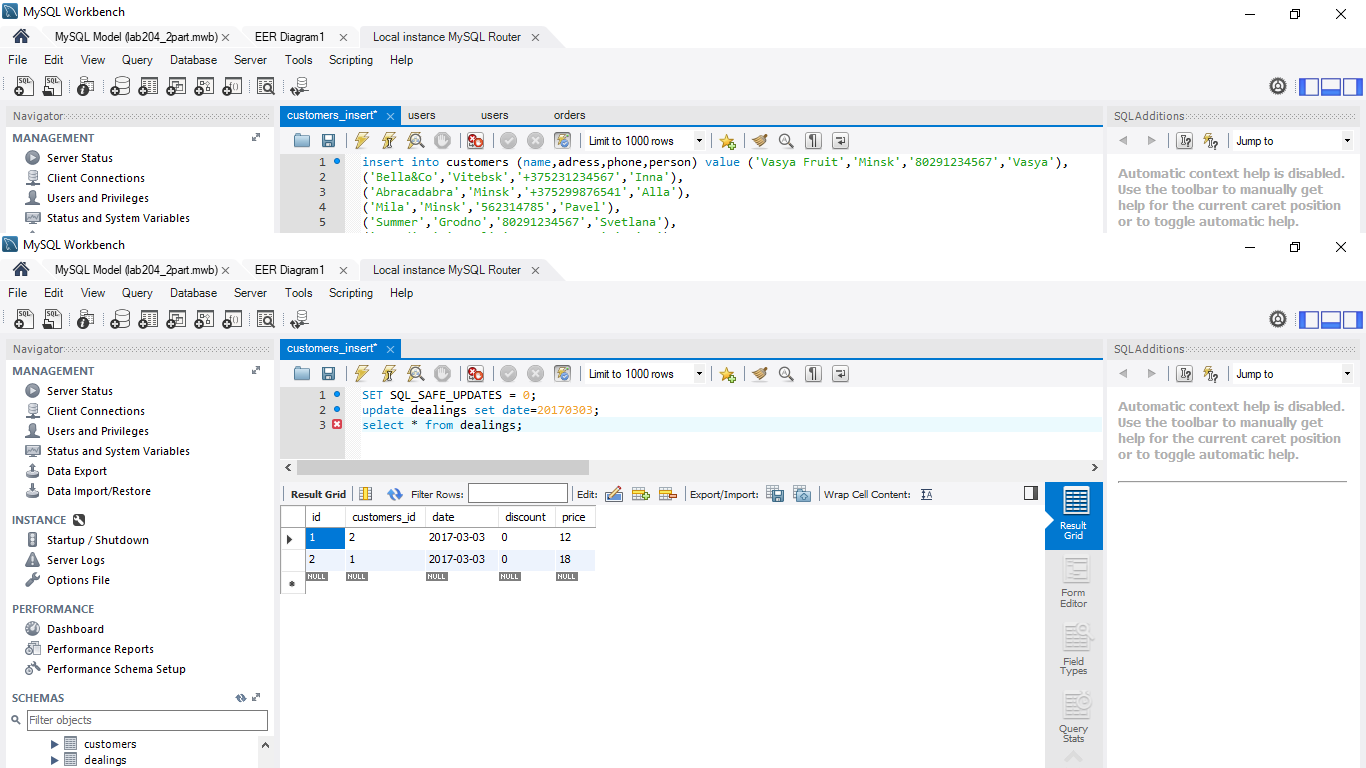 MySQL Workbench
MySQL Model (lab204_2part.mwb) EER Diagram1 Local instance MySQL Router
File Edit View Query Database Server Tools Scripting Help
Navigator customers_insert* users users orders SQLAdditions
MANAGEMENT
Server Status
Client Connections
Users and Privileges
Status and System Variables
Limit to 1000 rows
1 insert into customers (name,adress,phone,person) value ('Vasya Fruit','Minsk','80291234567','Vasya'),
2 ('Bella&Co','Vitebsk','+375231234567','Inna'),
3 ('Abracadabra','Minsk','+375299876541','Alla'),
4 ('Mila','Minsk','562314785','Pavel'),
5 ('Summer','Grodno','80291234567','Svetlana'),
Jump to
Automatic context help is disabled.
Use the toolbar to manually get
help for the current caret position
or to toggle automatic help.
MySQL Workbench
MySQL Model (lab204_2part.mwb) EER Diagram1 Local instance MySQL Router
File Edit View Query Database Server Tools Scripting Help
Navigator customers_insert* SQLAdditions
MANAGEMENT
Server Status
Client Connections
Users and Privileges
Status and System Variables
Data Export
Data Import/Restore
INSTANCE
Startup / Shutdown
Server Logs
Options File
PERFORMANCE
Dashboard
Performance Reports
Performance Schema Setup
SCHEMAS
Filter objects
customers
dealings
Limit to 1000 rows
1 SET SQL_SAFE_UPDATES = 0;
2 update dealings set date=20170303;
3 select * from dealings;
Result Grid Filter Rows: Edit: Export/Import: Wrap Cell Content:
id customers_id date discount price
1 2 2017-03-03 0 12
2 1 2017-03-03 0 18
NULL NULL NULL NULL NULL
Result
Grid
Form
Editor
Field
Types
Query
Stats
Jump to
Automatic context help is disabled.
Use the toolbar to manually get
help for the current caret position
or to toggle automatic help.